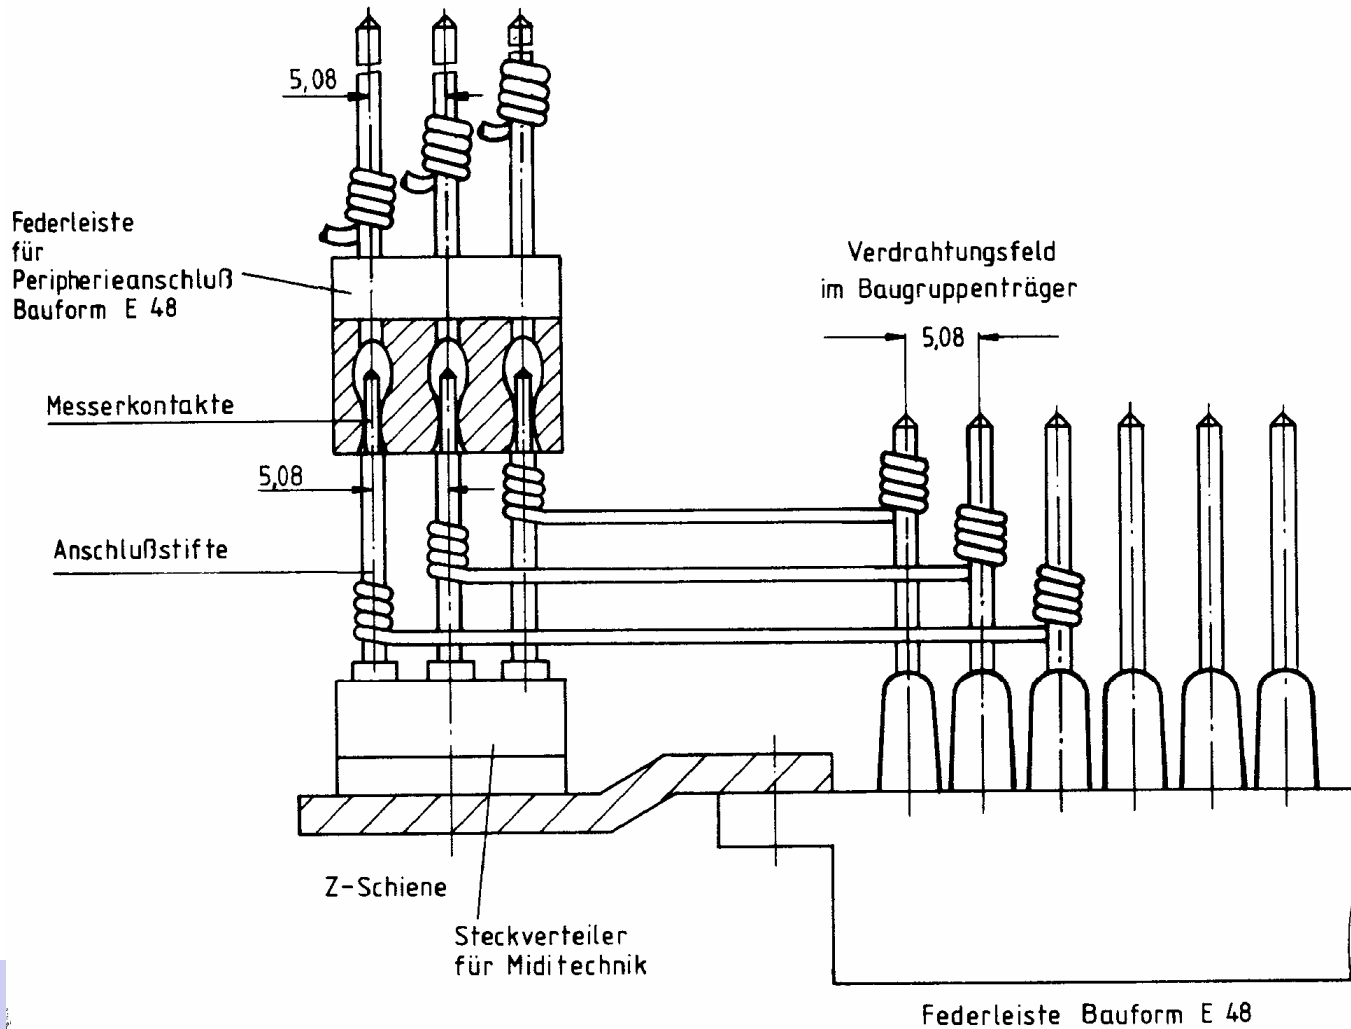 5,08
Federleiste
für
Peripherieanschluß
Bauform E 48
Verdrahtungsfeld
im Baugruppenträger
5,08
Messerkontakte
5,08
Anschlußstifte
Z-Schiene
Steckverteiler
für Miditechnik
Federleiste Bauform E 48